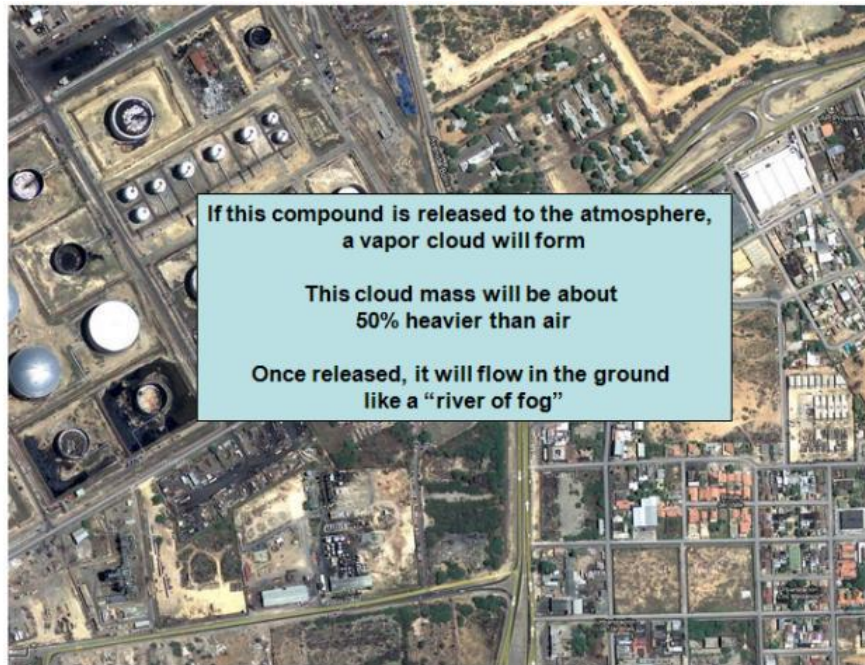 If this compound is released to the atmosphere,
a vapor cloud will form
This cloud mass will be about
50% heavier than air
Once released, it will flow in the ground
like a “river of fog”